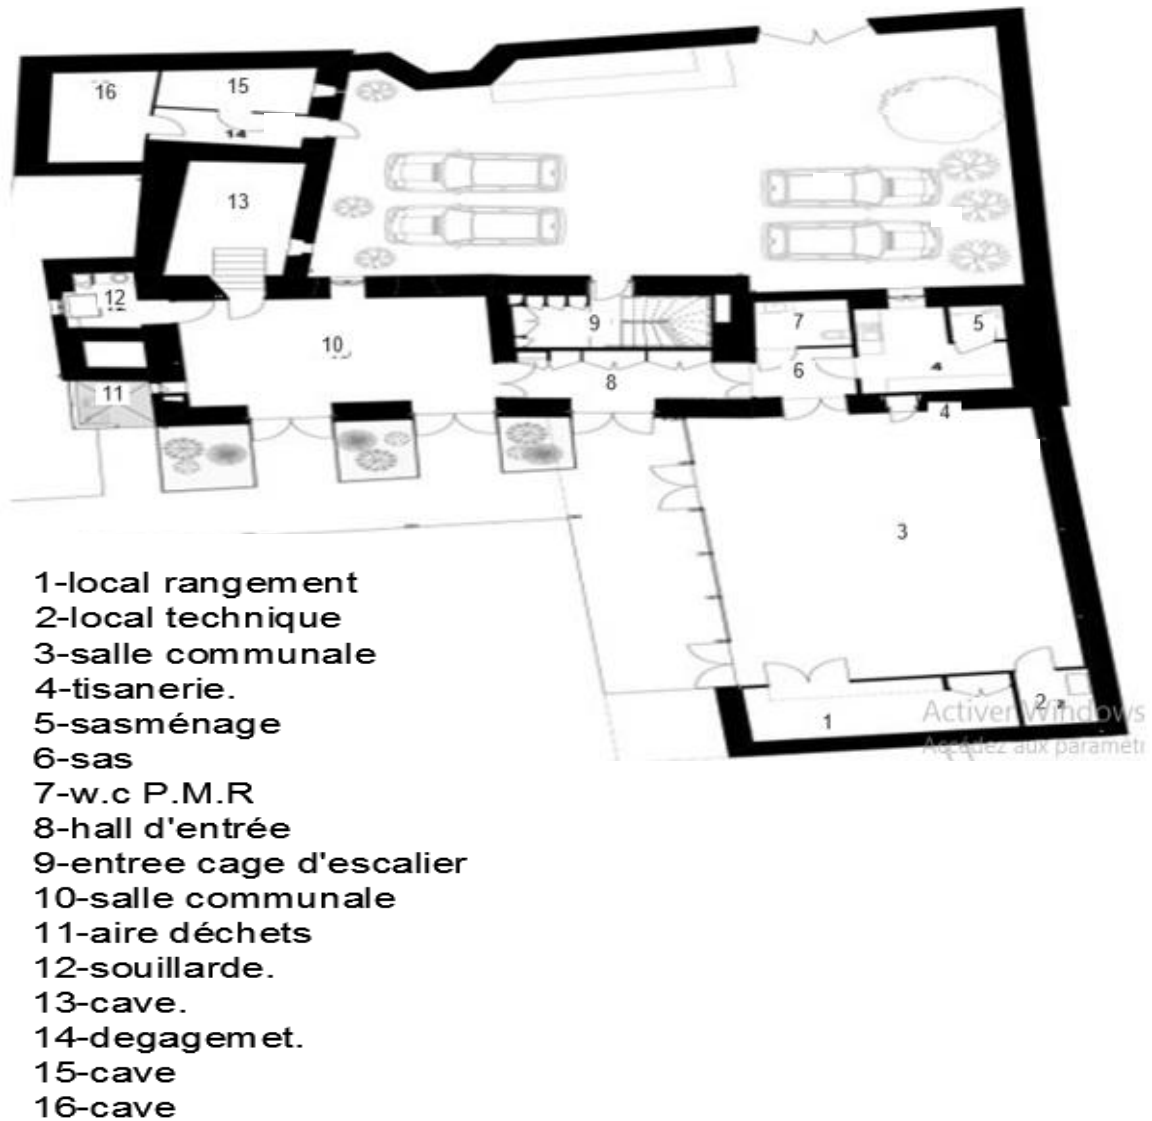 16
15
14
13
12
10
9
7
5
6
4
8
11
4
3
2
1
Activer Windows
Accédez aux paramèt
1-local rangement
2-local technique
3-salle communale
4-tisanerie.
5-sasménage
6-sas
7-w.c P.M.R
8-hall d'entrée
9-entree cage d'escalier
10-salle communale
11-aire déchets
12-souillarde.
13-cave.
14-degagemet.
15-cave
16-cave